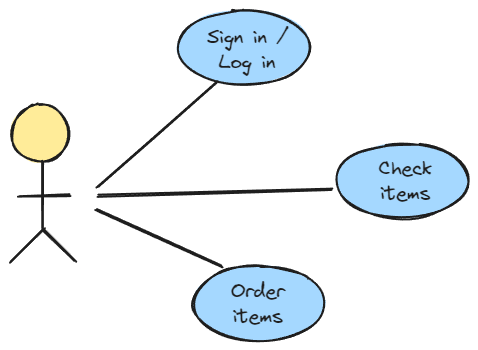 Sign in /
Log in
Check
items
Order
items